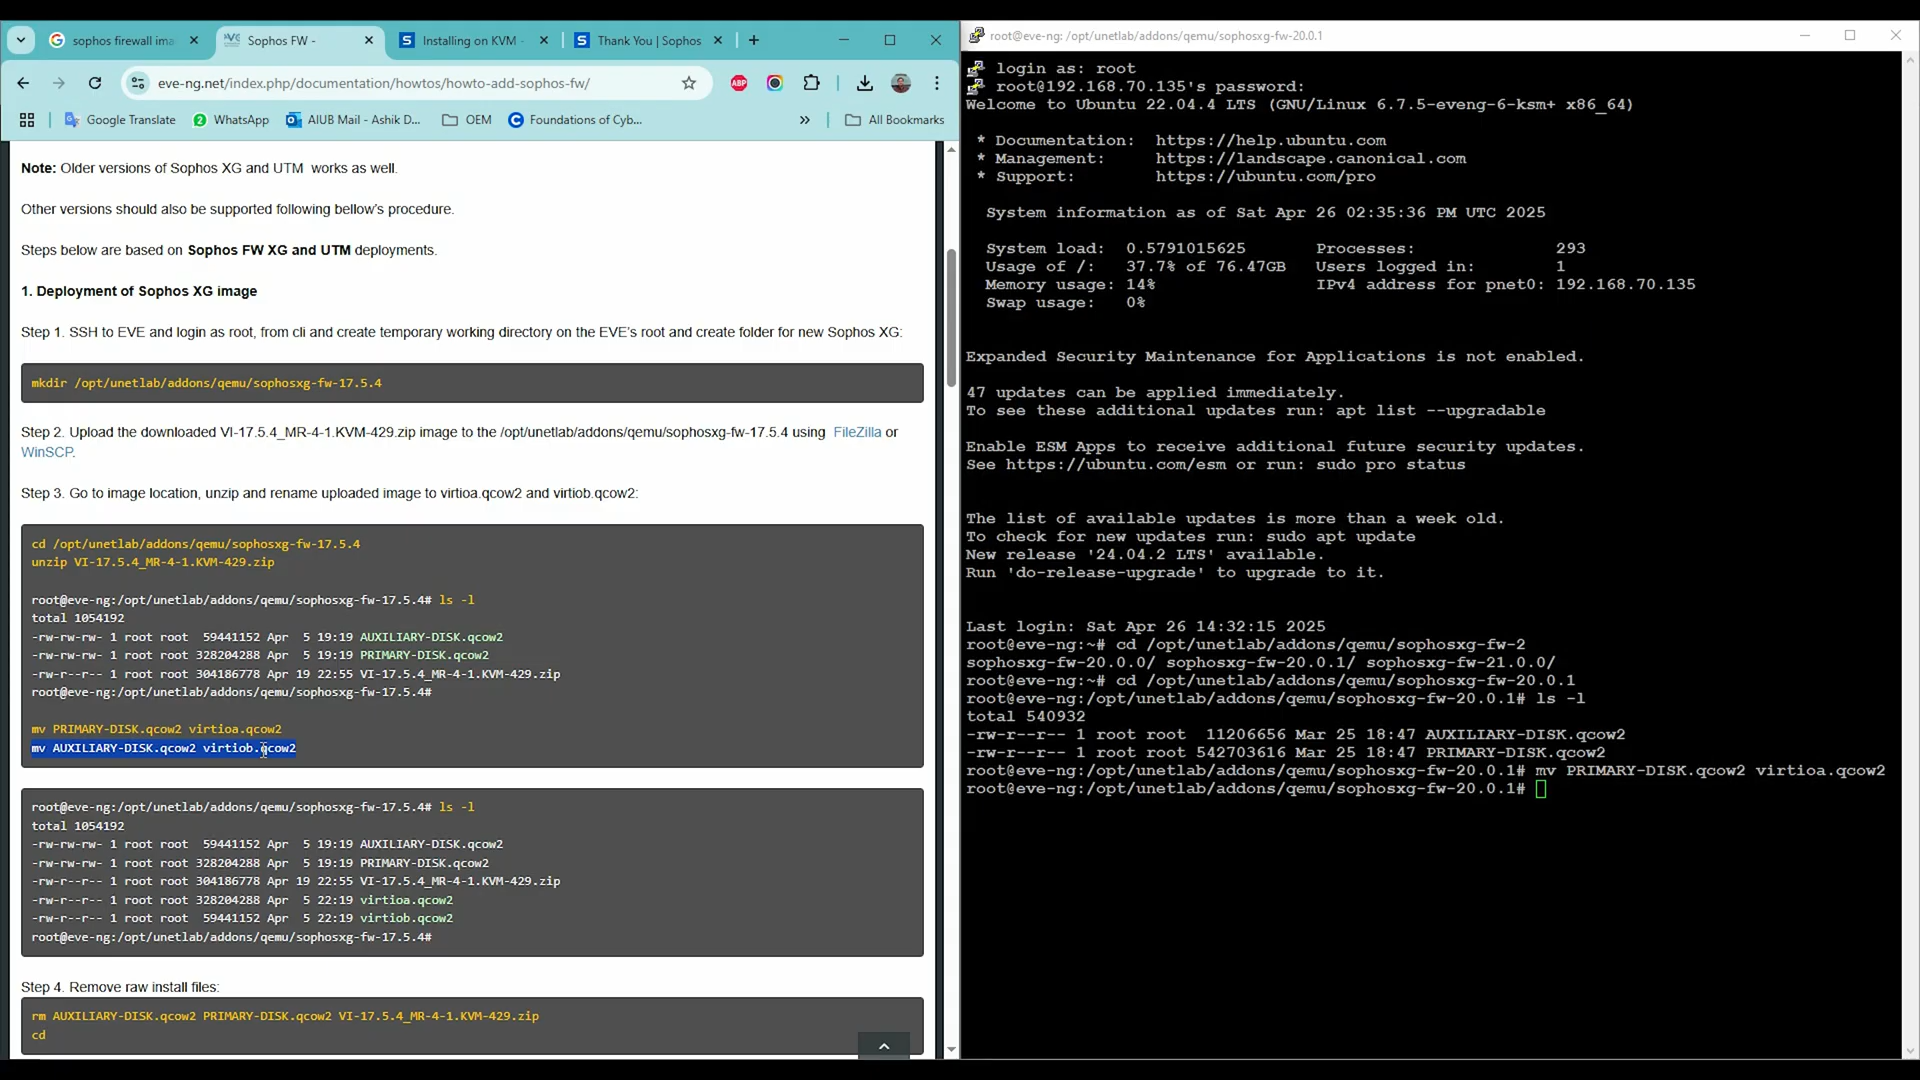 sophos firewall ima
Sophos FW -
Installing on KVM -
Thank You | Sophos
eve-ng.net/index.php/documentation/howtos/howto-add-sophos-fw/
ABP
Google Translate
WhatsApp
AIUB Mail - Ashik D...
OEM
Foundations of Cyb...
All Bookmarks
Note: Older versions of Sophos XG and UTM  works as well.
Other versions should also be supported following bellow's procedure.
Steps below are based on Sophos FW XG and UTM deployments.
1. Deployment of Sophos XG image
Step 1. SSH to EVE and login as root, from cli and create temporary working directory on the EVE's root and create folder for new Sophos XG:
mkdir /opt/unetlab/addons/qemu/sophosxg-fw-17.5.4
Step 2. Upload the downloaded VI-17.5.4_MR-4-1.KVM-429.zip image to the /opt/unetlab/addons/qemu/sophosxg-fw-17.5.4 using  FileZilla or
WinSCP.
Step 3. Go to image location, unzip and rename uploaded image to virtioa.qcow2 and virtiob.qcow2:
cd /opt/unetlab/addons/qemu/sophosxg-fw-17.5.4
unzip VI-17.5.4_MR-4-1.KVM-429.zip
root@eve-ng:/opt/unetlab/addons/qemu/sophosxg-fw-17.5.4# ls -l
total 1054192
-rw-rw-rw- 1 root root  59441152 Apr  5 19:19 AUXILIARY-DISK.qcow2
-rw-rw-rw- 1 root root 328204288 Apr  5 19:19 PRIMARY-DISK.qcow2
-rw-r--r-- 1 root root 304186778 Apr 19 22:55 VI-17.5.4_MR-4-1.KVM-429.zip
root@eve-ng:/opt/unetlab/addons/qemu/sophosxg-fw-17.5.4#
mv PRIMARY-DISK.qcow2 virtioa.qcow2
mv AUXILIARY-DISK.qcow2 virtiob.qcow2
root@eve-ng:/opt/unetlab/addons/qemu/sophosxg-fw-17.5.4# ls -l
total 1054192
-rw-rw-rw- 1 root root  59441152 Apr  5 19:19 AUXILIARY-DISK.qcow2
-rw-rw-rw- 1 root root 328204288 Apr  5 19:19 PRIMARY-DISK.qcow2
-rw-r--r-- 1 root root 304186778 Apr 19 22:55 VI-17.5.4_MR-4-1.KVM-429.zip
-rw-r--r-- 1 root root 328204288 Apr  5 22:19 virtioa.qcow2
-rw-r--r-- 1 root root  59441152 Apr  5 22:19 virtiob.qcow2
root@eve-ng:/opt/unetlab/addons/qemu/sophosxg-fw-17.5.4#
Step 4. Remove raw install files:
rm AUXILIARY-DISK.qcow2 PRIMARY-DISK.qcow2 VI-17.5.4_MR-4-1.KVM-429.zip
cd
root@eve-ng: /opt/unetlab/addons/qemu/sophosxg-fw-20.0.1
login as: root
root@192.168.70.135's password:
Welcome to Ubuntu 22.04.4 LTS (GNU/Linux 6.7.5-eveng-6-ksm+ x86_64)
* Documentation:  https://help.ubuntu.com
* Management:     https://landscape.canonical.com
* Support:        https://ubuntu.com/pro
System information as of Sat Apr 26 02:35:36 PM UTC 2025
System load:  0.5791015625       Processes:             293
Usage of /:   37.7% of 76.47GB   Users logged in:       1
Memory usage: 14%                IPv4 address for pnet0: 192.168.70.135
Swap usage:   0%
Expanded Security Maintenance for Applications is not enabled.
47 updates can be applied immediately.
To see these additional updates run: apt list --upgradable
Enable ESM Apps to receive additional future security updates.
See https://ubuntu.com/esm or run: sudo pro status
The list of available updates is more than a week old.
To check for new updates run: sudo apt update
New release '24.04.2 LTS' available.
Run 'do-release-upgrade' to upgrade to it.
Last login: Sat Apr 26 14:32:15 2025
root@eve-ng:~# cd /opt/unetlab/addons/qemu/sophosxg-fw-2
sophosxg-fw-20.0.0/ sophosxg-fw-20.0.1/ sophosxg-fw-21.0.0/
root@eve-ng:~# cd /opt/unetlab/addons/qemu/sophosxg-fw-20.0.1
root@eve-ng:/opt/unetlab/addons/qemu/sophosxg-fw-20.0.1# ls -l
total 540932
-rw-r--r-- 1 root root  11206656 Mar 25 18:47 AUXILIARY-DISK.qcow2
-rw-r--r-- 1 root root 542703616 Mar 25 18:47 PRIMARY-DISK.qcow2
root@eve-ng:/opt/unetlab/addons/qemu/sophosxg-fw-20.0.1# mv PRIMARY-DISK.qcow2 virtioa.qcow2
root@eve-ng:/opt/unetlab/addons/qemu/sophosxg-fw-20.0.1#